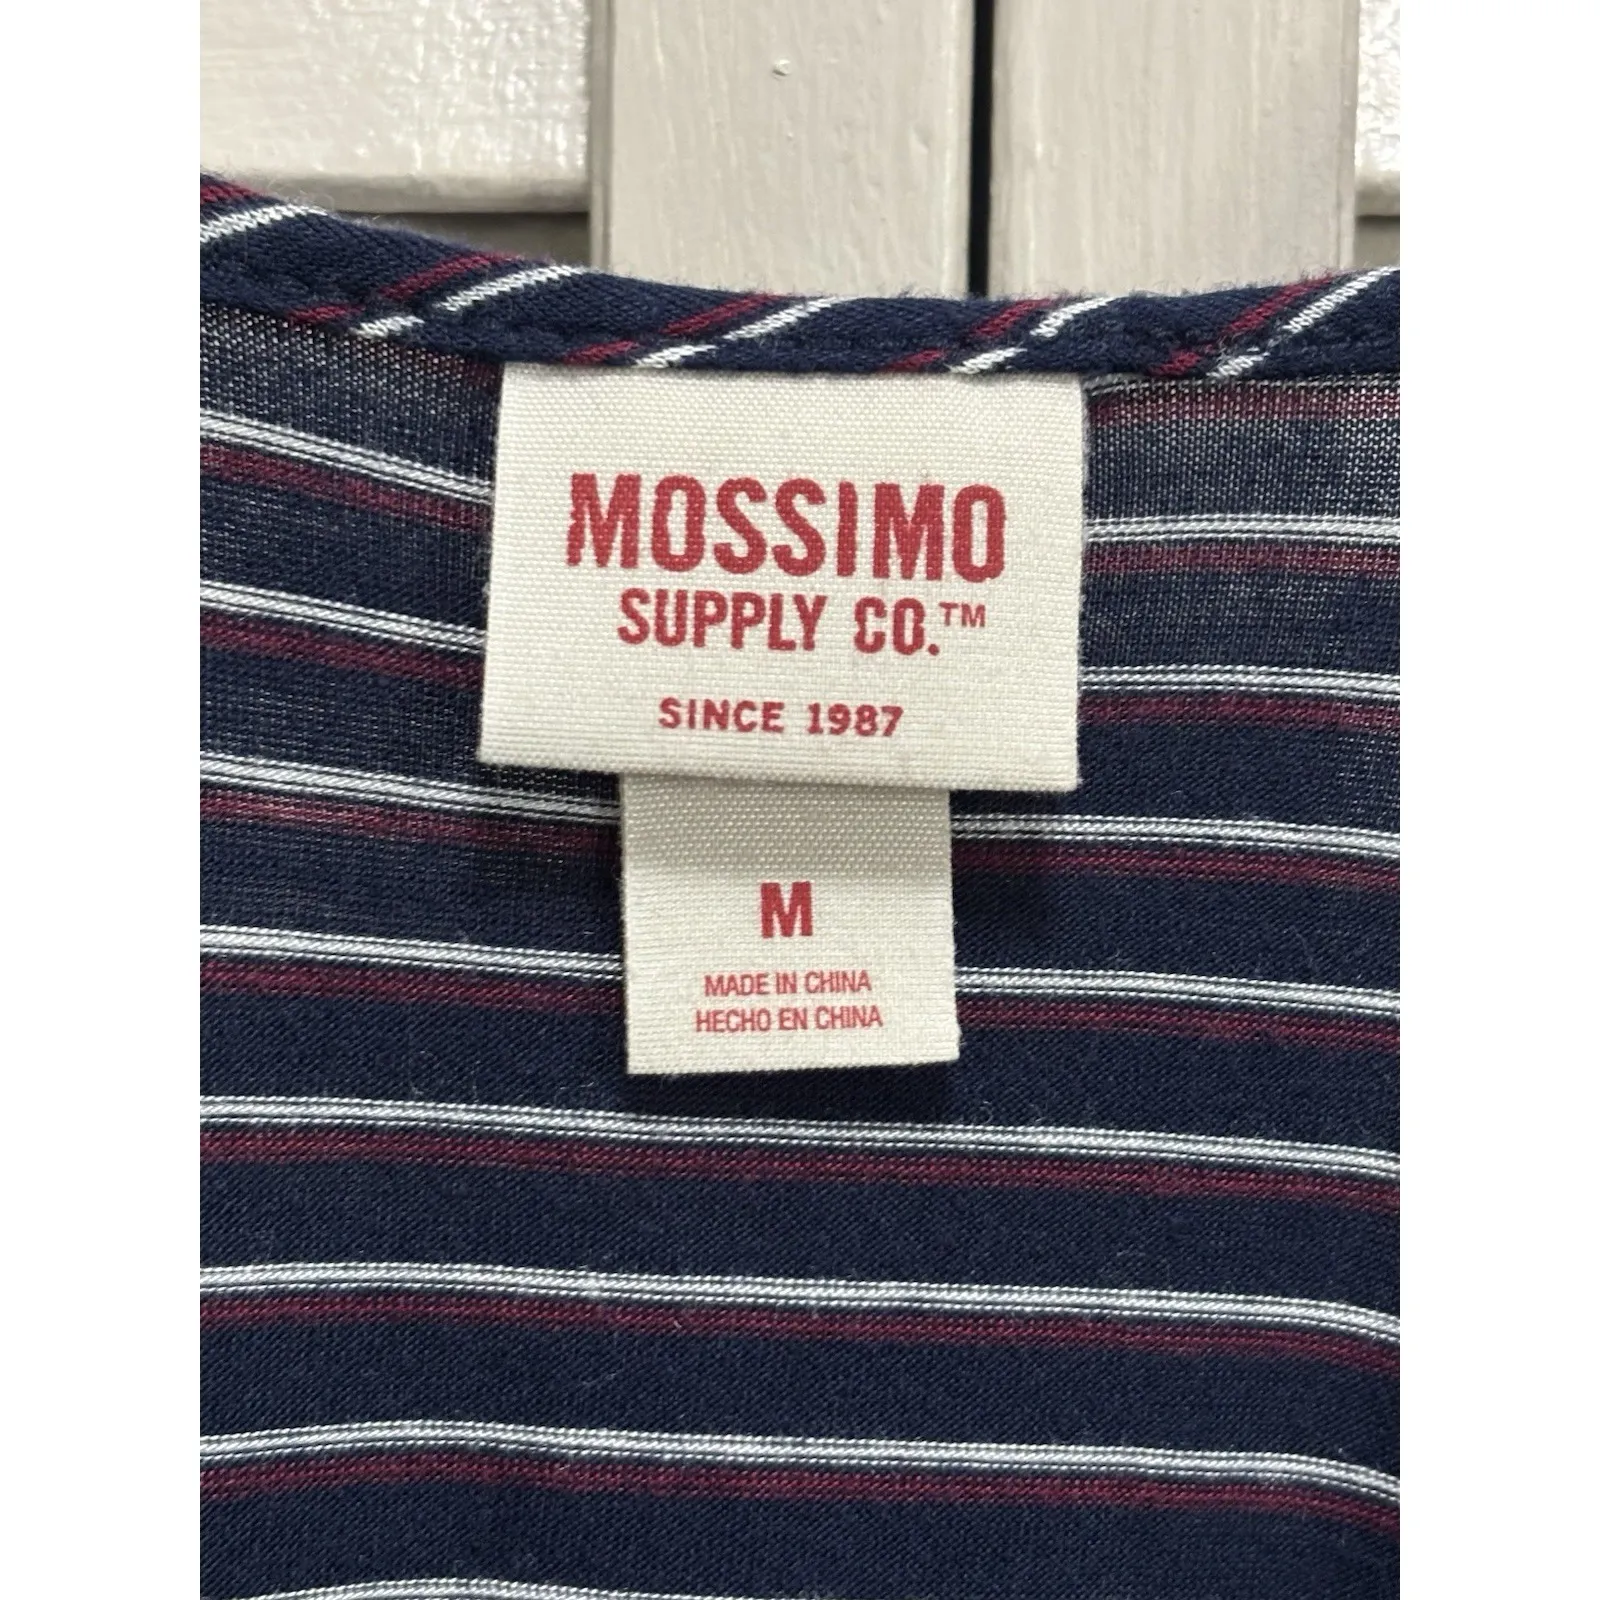 MOSSIMO
SUPPLY CO.™
SINCE 1987
M
MADE IN CHINA
HECHO EN CHINA